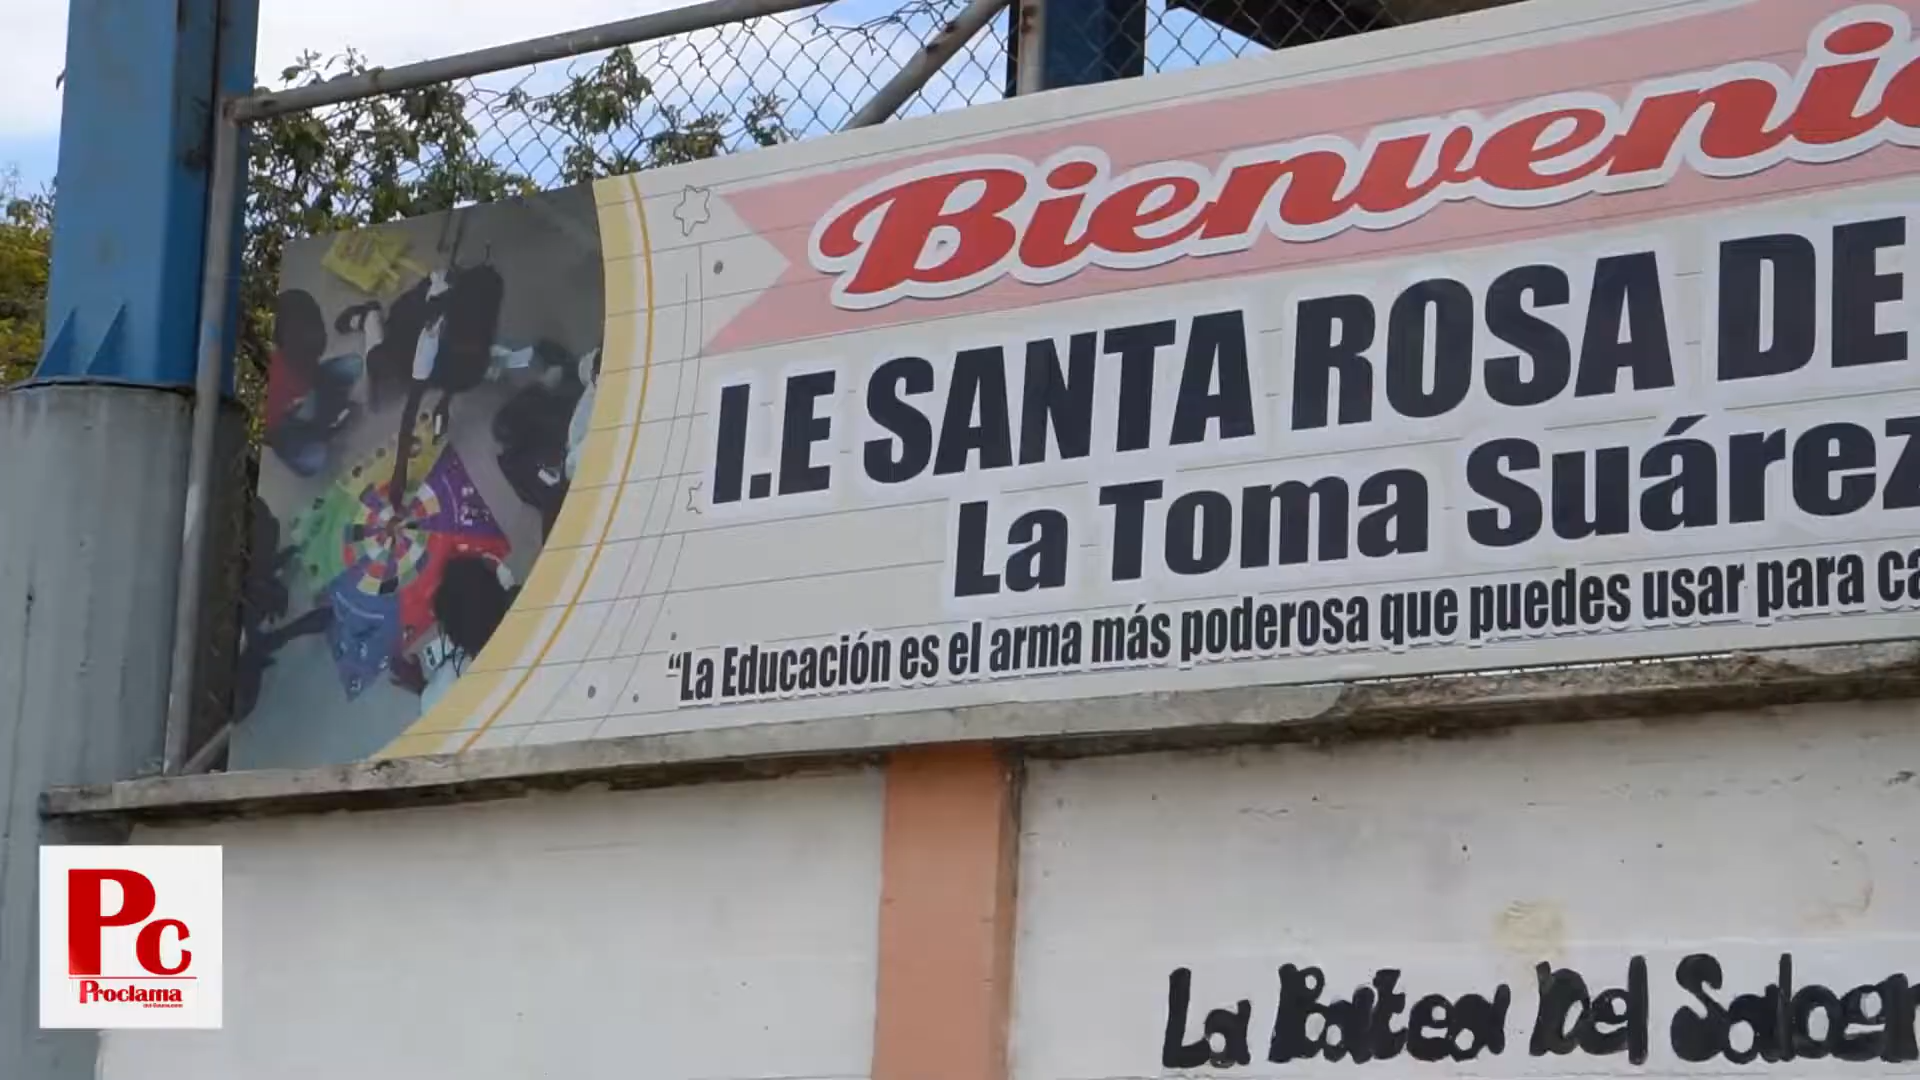 Bienveni
I.E SANTA ROSA DE
La Toma Suárez
“La Educación es el arma más poderosa que puedes usar para ca
La Batea Del Saber
Pc
Proclama